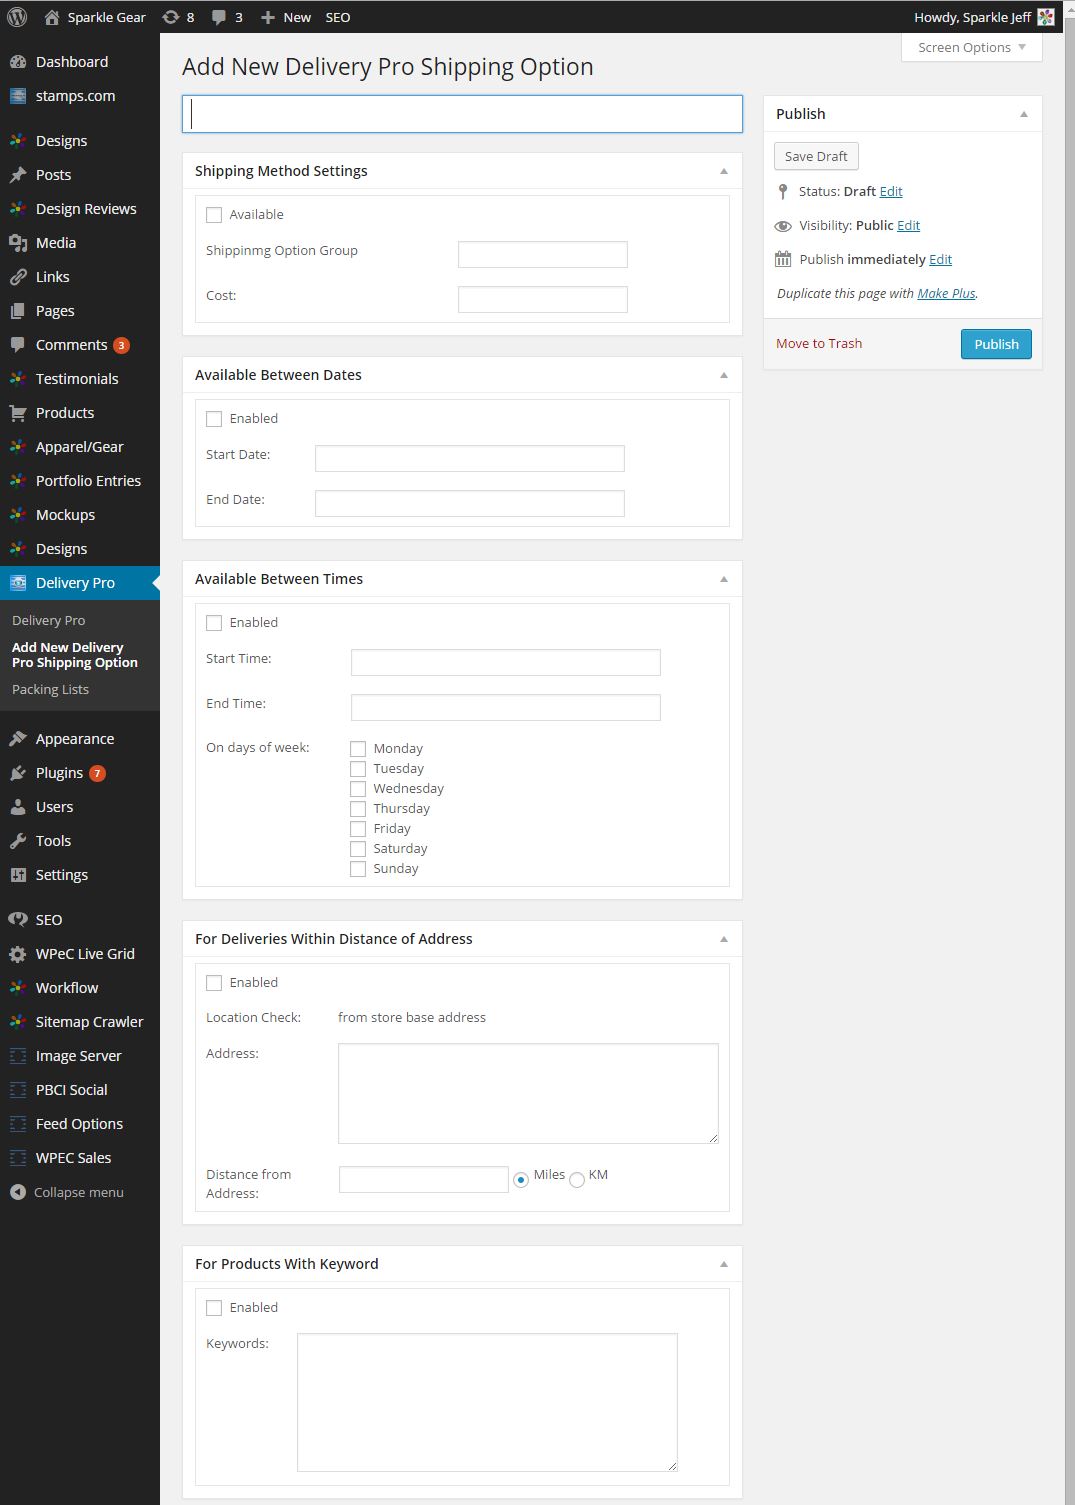 Sparkle Gear 8 3 New SEO Howdy, Sparkle Jeff
Screen Options
Dashboard
stamps.com
Designs
Posts
Design Reviews
Media
Links
Pages
Comments 3
Testimonials
Products
Apparel/Gear
Portfolio Entries
Mockups
Designs
Delivery Pro
Delivery Pro
Add New Delivery
Pro Shipping Option
Packing Lists
Appearance
Plugins 7
Users
Tools
Settings
SEO
WPeC Live Grid
Workflow
Sitemap Crawler
Image Server
PBCI Social
Feed Options
WPEC Sales
Collapse menu
Add New Delivery Pro Shipping Option
Shipping Method Settings
Available
Shippinmg Option Group
Cost:
Available Between Dates
Enabled
Start Date:
End Date:
Available Between Times
Enabled
Start Time:
End Time:
On days of week:
Monday
Tuesday
Wednesday
Thursday
Friday
Saturday
Sunday
For Deliveries Within Distance of Address
Enabled
Location Check: from store base address
Address:
Distance from
Address:
Miles KM
For Products With Keyword
Enabled
Keywords:
Publish
Save Draft
Status: Draft Edit
Visibility: Public Edit
Publish immediately Edit
Duplicate this page with Make Plus.
Move to Trash Publish